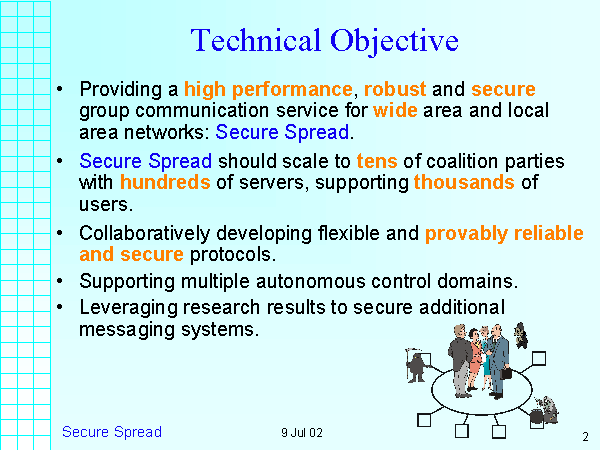 Technical Objective
• Providing a high performance, robust and secure
group communication service for wide area and local
area networks: Secure Spread.
• Secure Spread should scale to tens of coalition parties
with hundreds of servers, supporting thousands of
users.
• Collaboratively developing flexible and provably reliable
and secure protocols.
• Supporting multiple autonomous control domains.
• Leveraging research results to secure additional
messaging systems.
Secure Spread
9 Jul 02
2